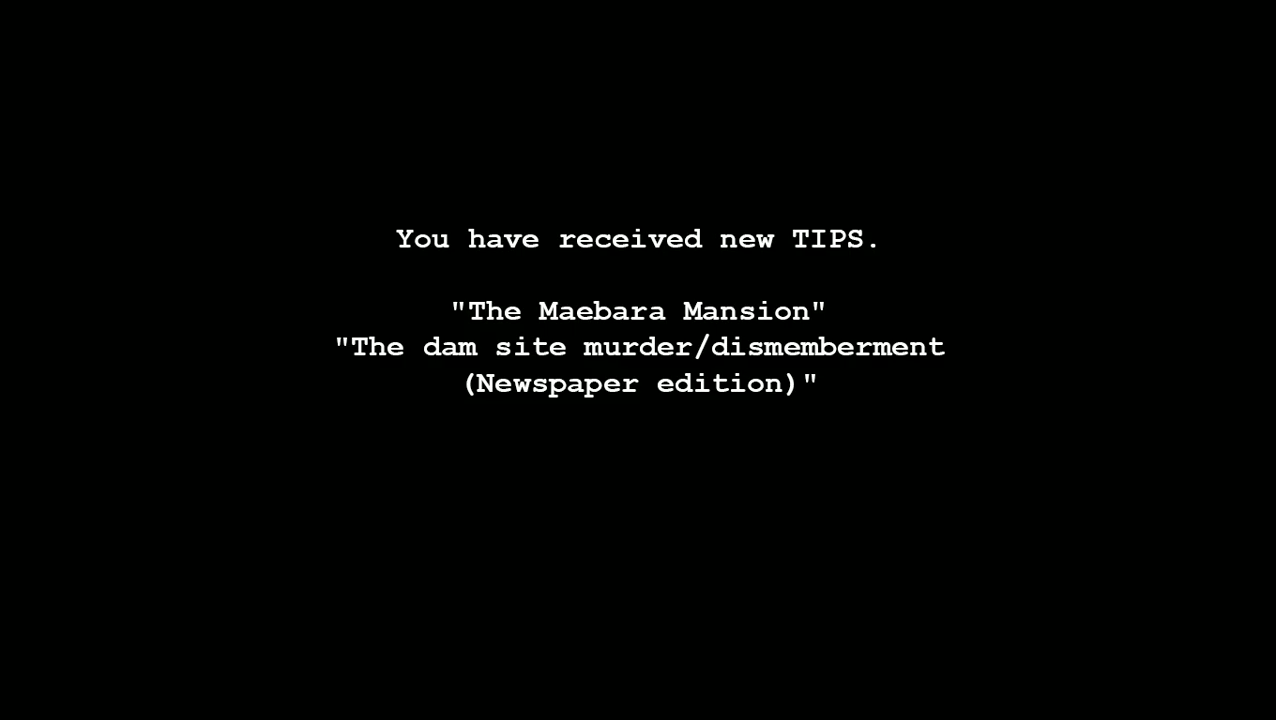 You have received new TIPS.
"The Maebara Mansion"
"The dam site murder/dismemberment
(Newspaper edition)"